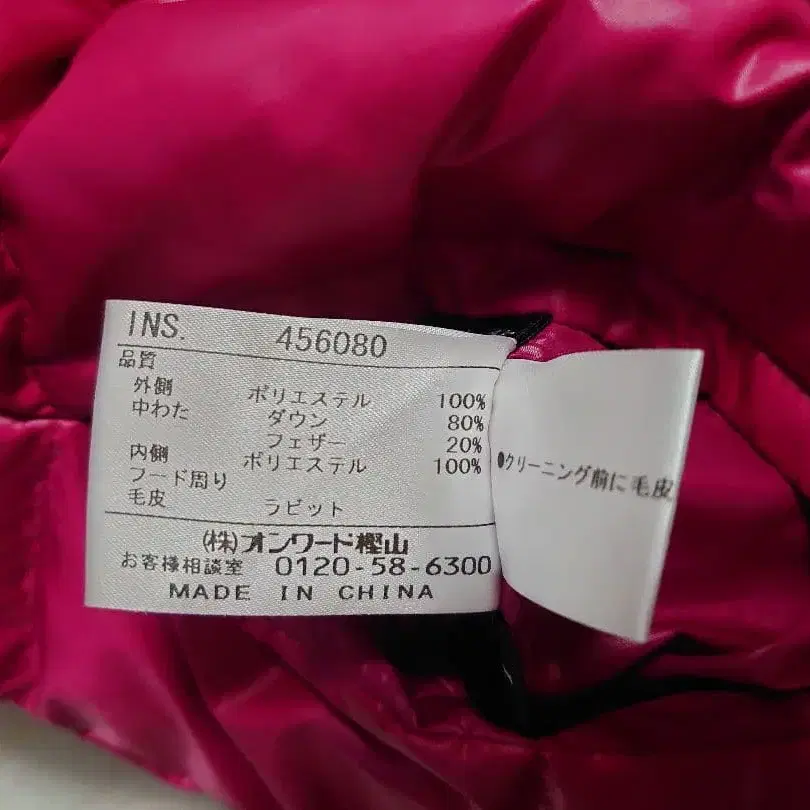 INS. 456080
品質
外側 ポリエステル 100%
中わた ダウン 80%
フェザー 20%
内側 ポリエステル 100%
フード周り
毛皮 ラビット
(株)オンワード樫山
お客様相談室 0120-58-6300
MADE IN CHINA
●クリーニング前に毛皮